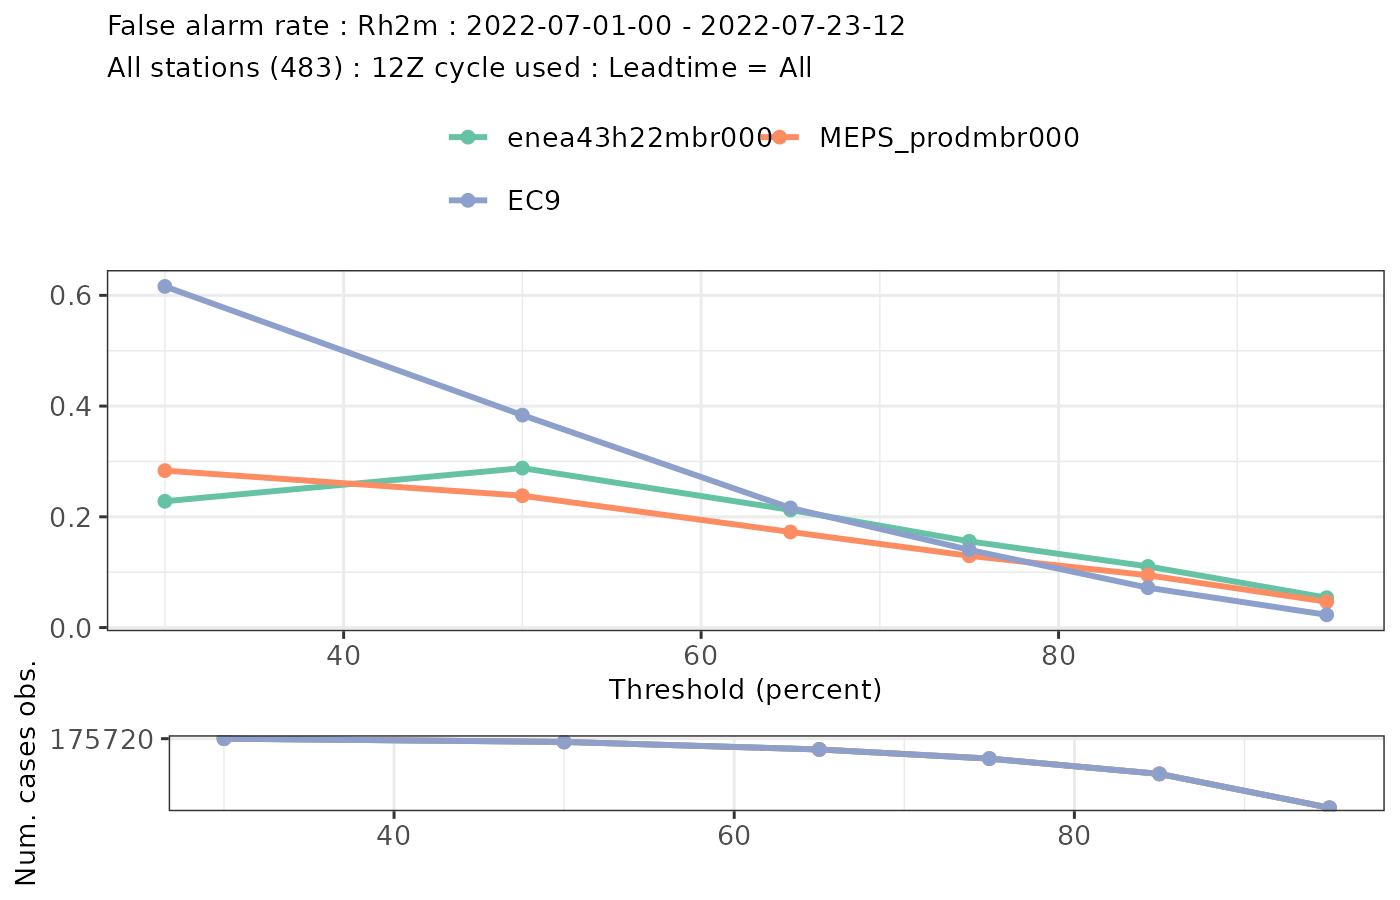 False alarm rate : Rh2m : 2022-07-01-00 - 2022-07-23-12
All stations (483) : 12Z cycle used : Leadtime = All
enea43h22mbr000 MEPS_prodmbr000
EC9
0.6
0.4
0.2
0.0
40 60 80
Threshold (percent)
Num. cases obs.
175720
40 60 80